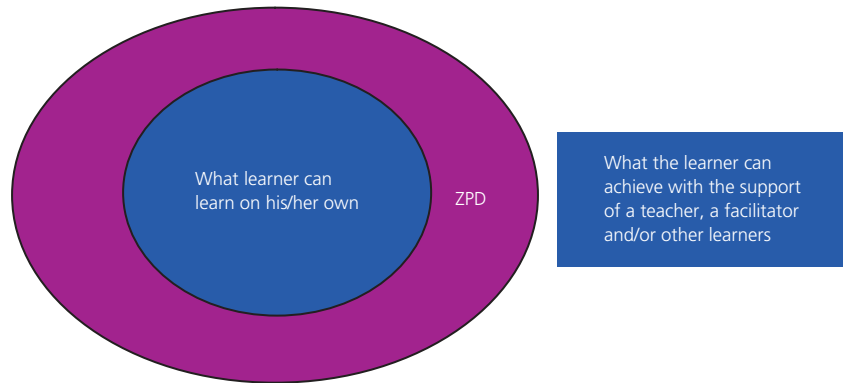 What learner can
learn on his/her own
ZPD
What the learner can
achieve with the support
of a teacher, a facilitator
and/or other learners